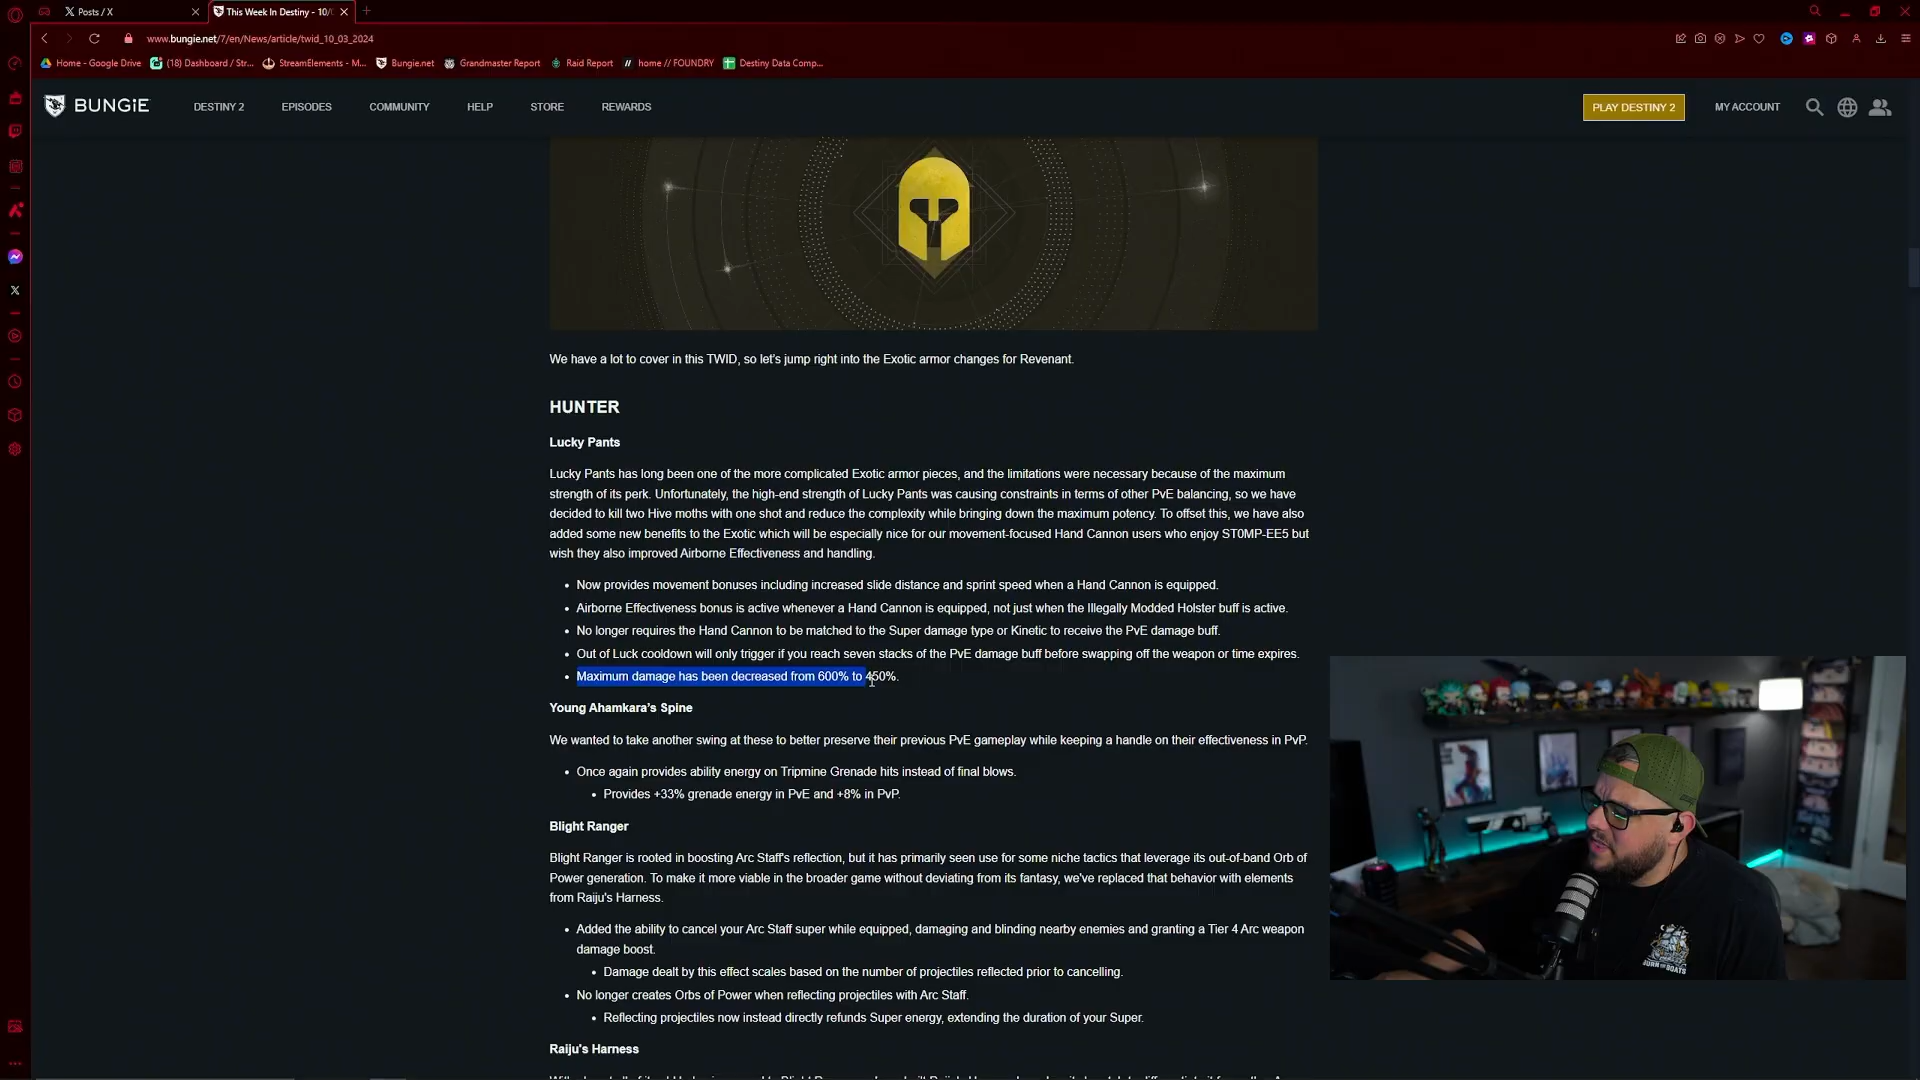 Posts / X
This Week In Destiny - 10/
www.bungie.net/7/en/News/article/twid_10_03_2024
Home - Google Drive
(18) Dashboard / Str...
StreamElements - M...
Bungie.net
Grandmaster Report
Raid Report
home // FOUNDRY
Destiny Data Comp...
BUNGiE
DESTINY 2
EPISODES
COMMUNITY
HELP
STORE
REWARDS
PLAY DESTINY 2
MY ACCOUNT
We have a lot to cover in this TWID, so let's jump right into the Exotic armor changes for Revenant.
HUNTER
Lucky Pants
Lucky Pants has long been one of the more complicated Exotic armor pieces, and the limitations were necessary because of the maximum
strength of its perk. Unfortunately, the high-end strength of Lucky Pants was causing constraints in terms of other PvE balancing, so we have
decided to kill two Hive moths with one shot and reduce the complexity while bringing down the maximum potency. To offset this, we have also
added some new benefits to the Exotic which will be especially nice for our movement-focused Hand Cannon users who enjoy ST0MP-EE5 but
wish they also improved Airborne Effectiveness and handling.
• Now provides movement bonuses including increased slide distance and sprint speed when a Hand Cannon is equipped.
• Airborne Effectiveness bonus is active whenever a Hand Cannon is equipped, not just when the Illegally Modded Holster buff is active.
• No longer requires the Hand Cannon to be matched to the Super damage type or Kinetic to receive the PvE damage buff.
• Out of Luck cooldown will only trigger if you reach seven stacks of the PvE damage buff before swapping off the weapon or time expires.
• Maximum damage has been decreased from 600% to 450%.
Young Ahamkara's Spine
We wanted to take another swing at these to better preserve their previous PvE gameplay while keeping a handle on their effectiveness in PvP.
• Once again provides ability energy on Tripmine Grenade hits instead of final blows.
• Provides +33% grenade energy in PvE and +8% in PvP.
Blight Ranger
Blight Ranger is rooted in boosting Arc Staff's reflection, but it has primarily seen use for some niche tactics that leverage its out-of-band Orb of
Power generation. To make it more viable in the broader game without deviating from its fantasy, we've replaced that behavior with elements
from Raiju's Harness.
• Added the ability to cancel your Arc Staff super while equipped, damaging and blinding nearby enemies and granting a Tier 4 Arc weapon
damage boost.
• Damage dealt by this effect scales based on the number of projectiles reflected prior to cancelling.
• No longer creates Orbs of Power when reflecting projectiles with Arc Staff.
• Reflecting projectiles now instead directly refunds Super energy, extending the duration of your Super.
Raiju's Harness